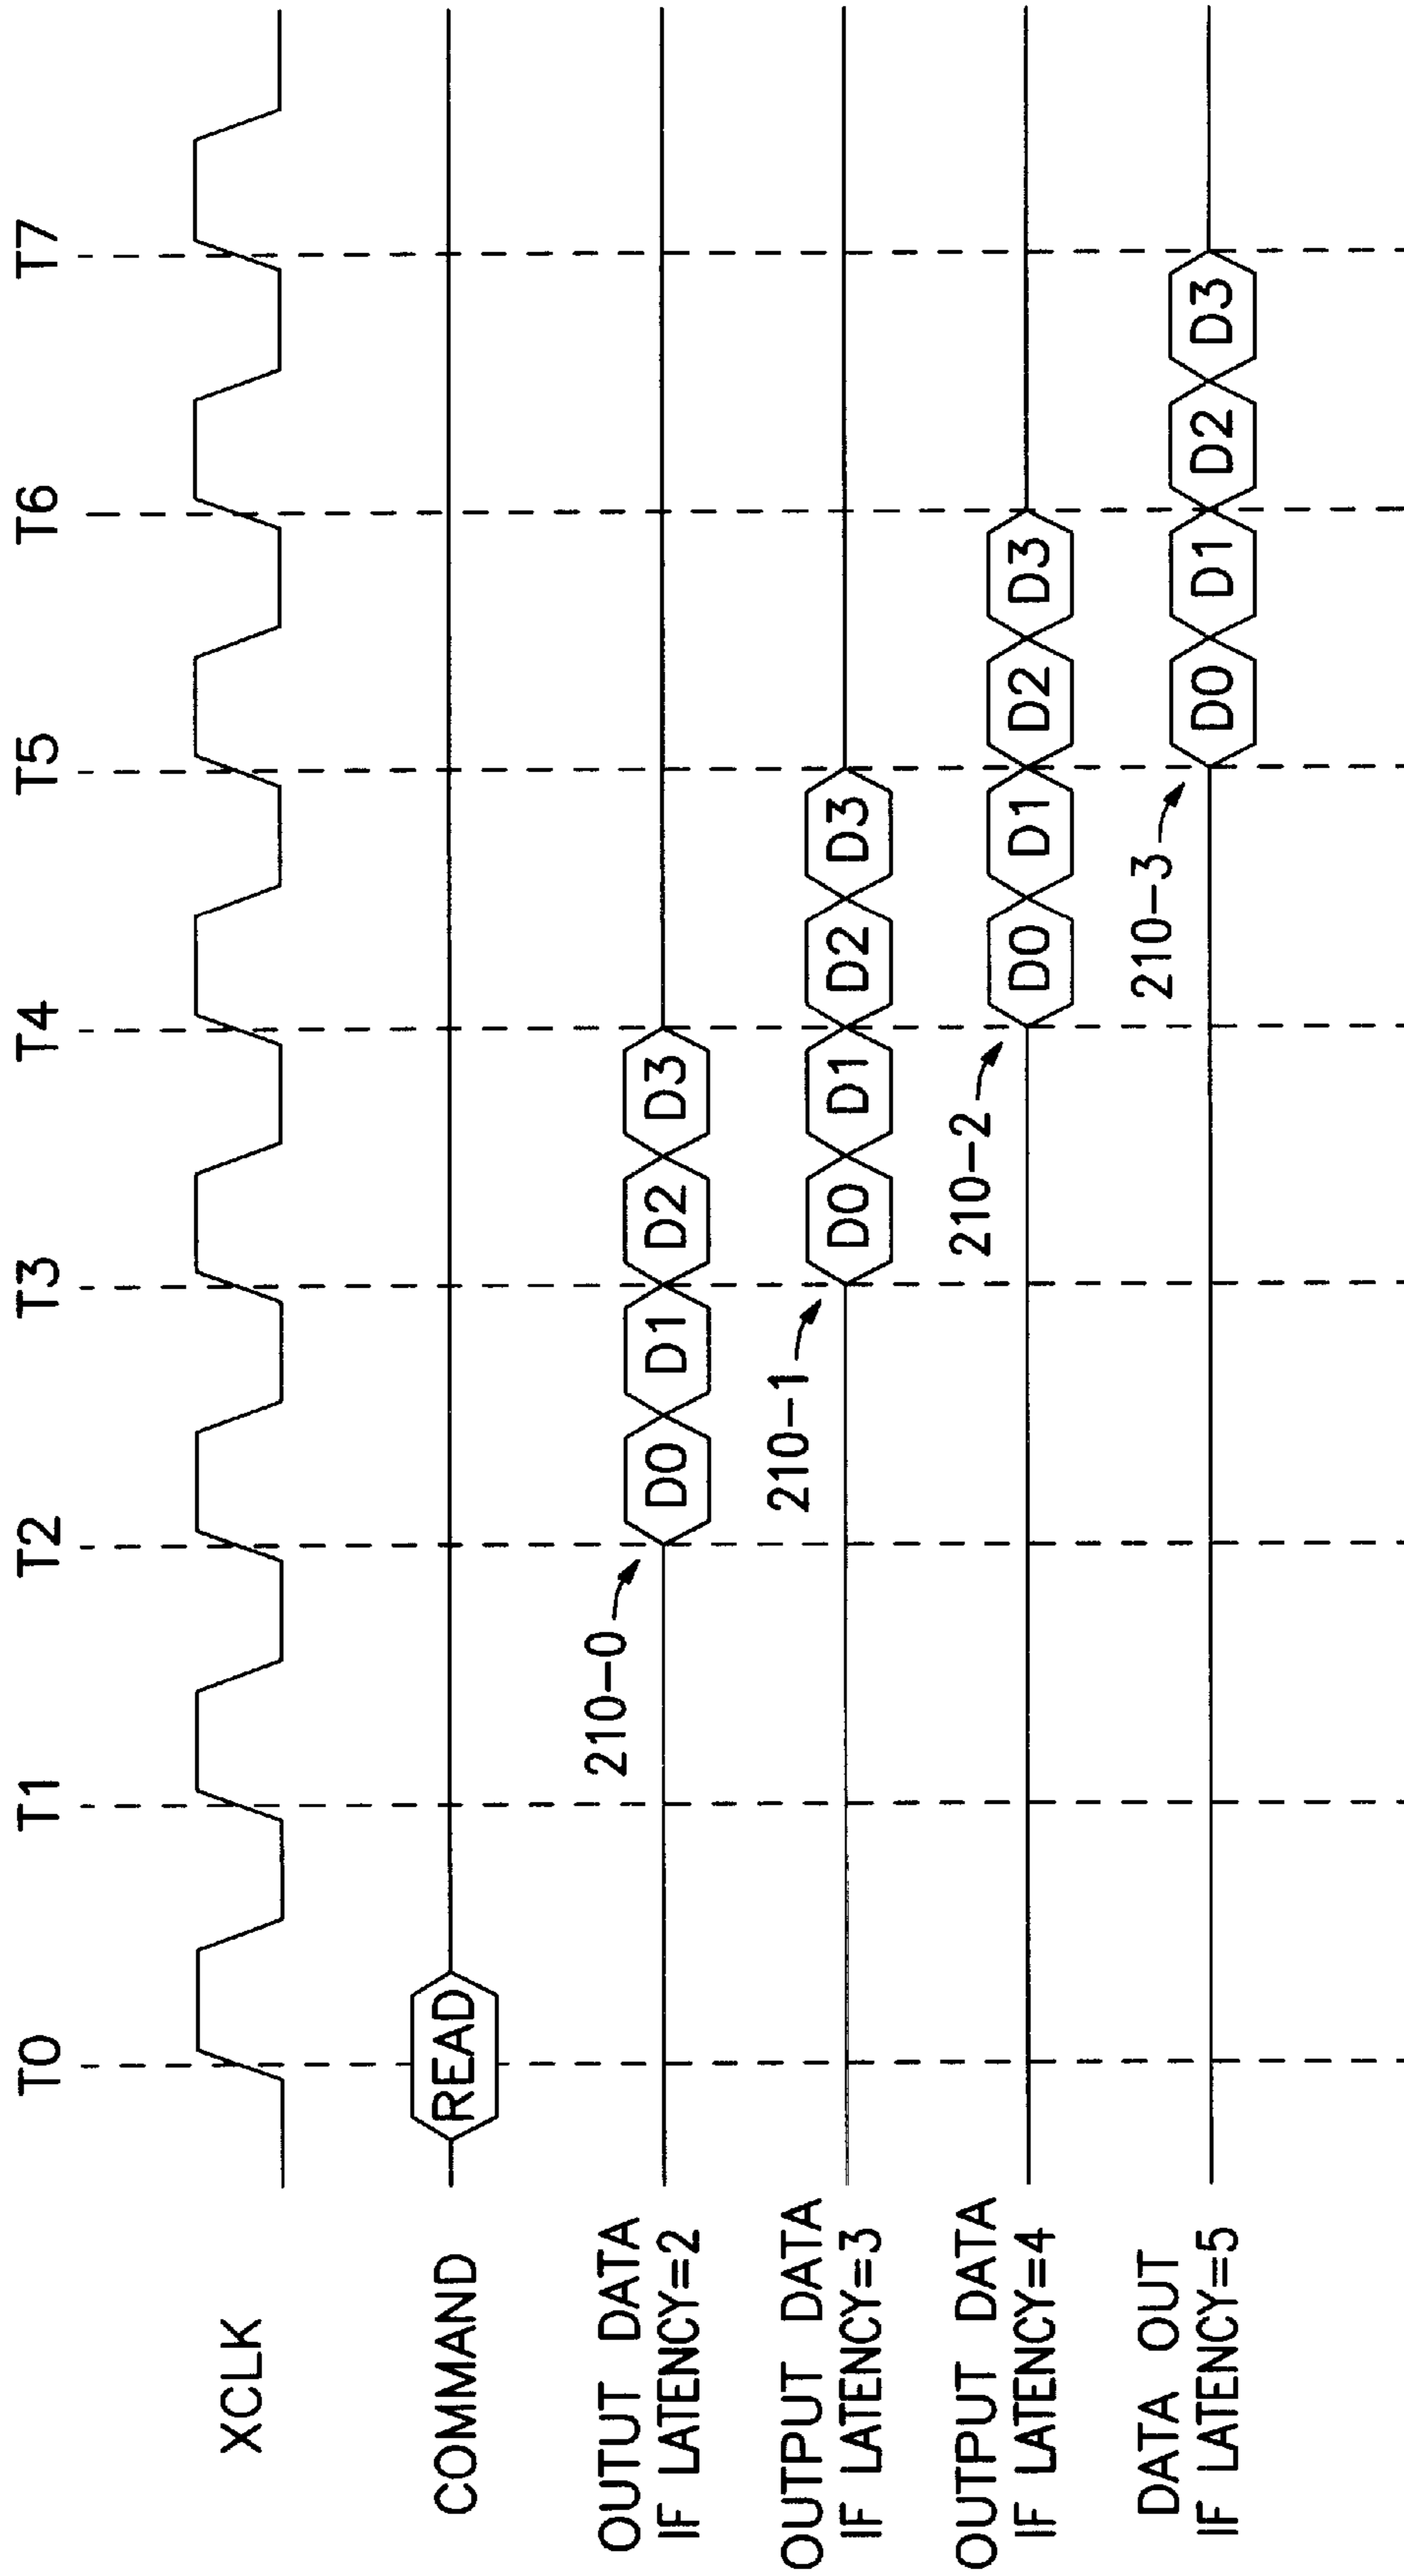 T0 T1 T2 T3 T4 T5 T6 T7
XCLK
COMMAND
READ
OUTUT DATA
IF LATENCY=2
210-0
D0 D1 D2 D3
OUTPUT DATA
IF LATENCY=3
210-1
D0 D1 D2 D3
OUTPUT DATA
IF LATENCY=4
210-2
D0 D1 D2 D3
DATA OUT
IF LATENCY=5
210-3
D0 D1 D2 D3